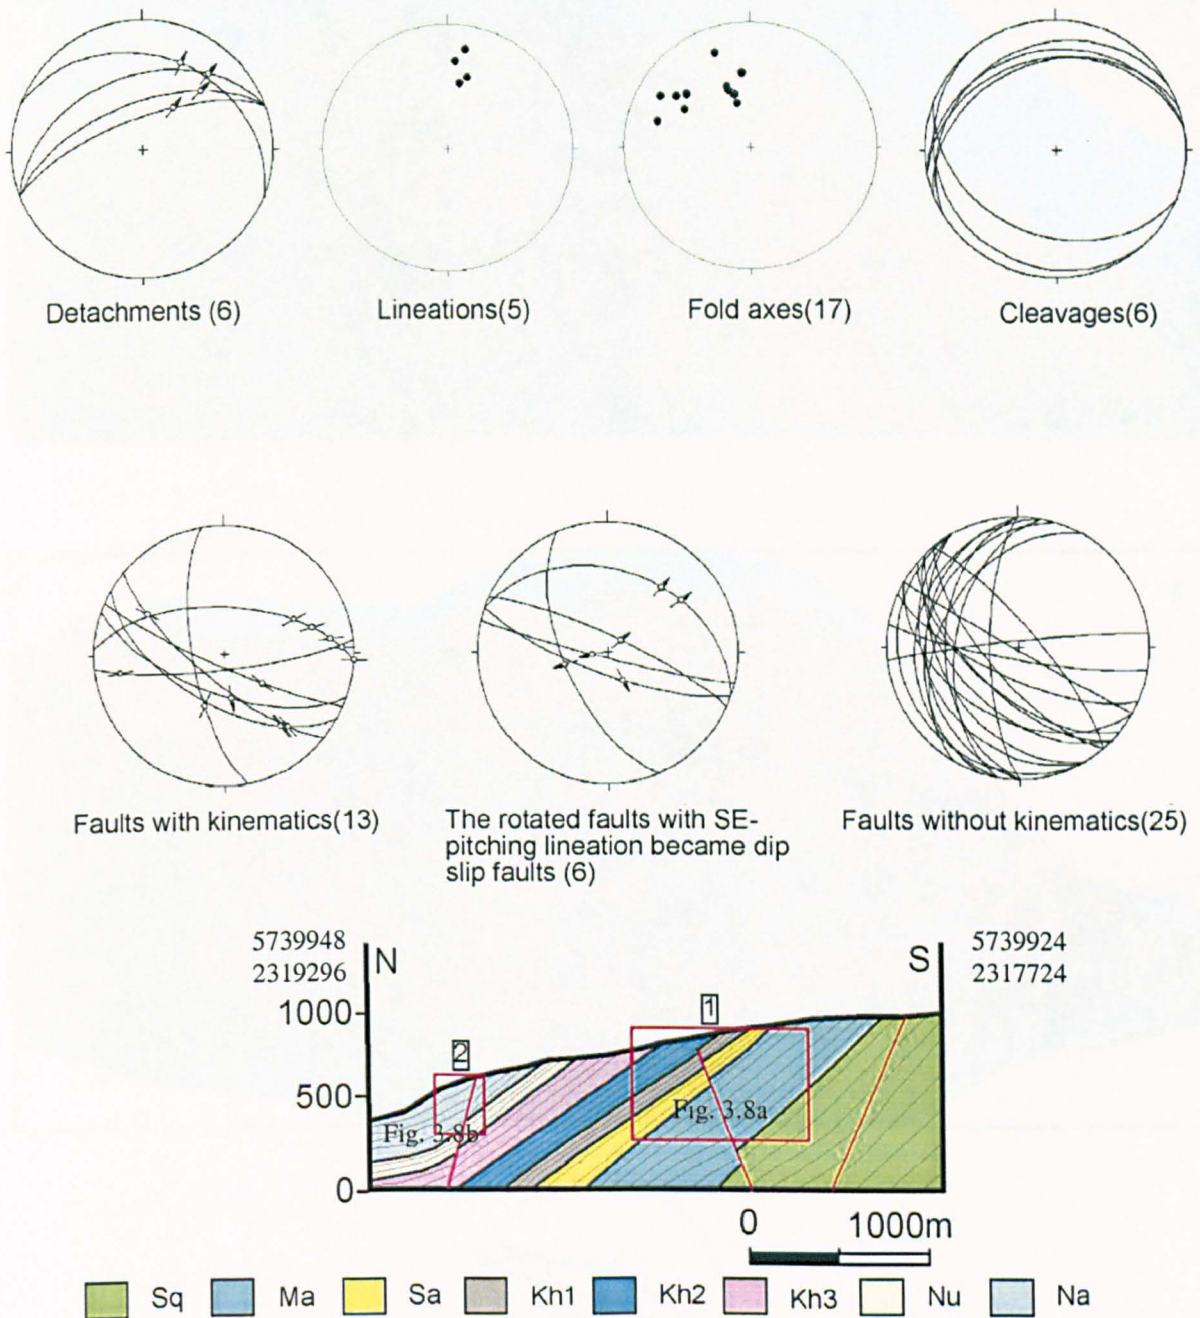 Detachments (6)
Lineations(5)
Fold axes(17)
Cleavages(6)
Faults with kinematics(13)
The rotated faults with SE-
pitching lineation became dip
slip faults (6)
Faults without kinematics(25)
5739948
2319296
N
S
5739924
2317724
1000
500
0
1
2
Fig. 3.8a
Fig. 3.8b
0
1000m
Sq
Ma
Sa
Kh1
Kh2
Kh3
Nu
Na